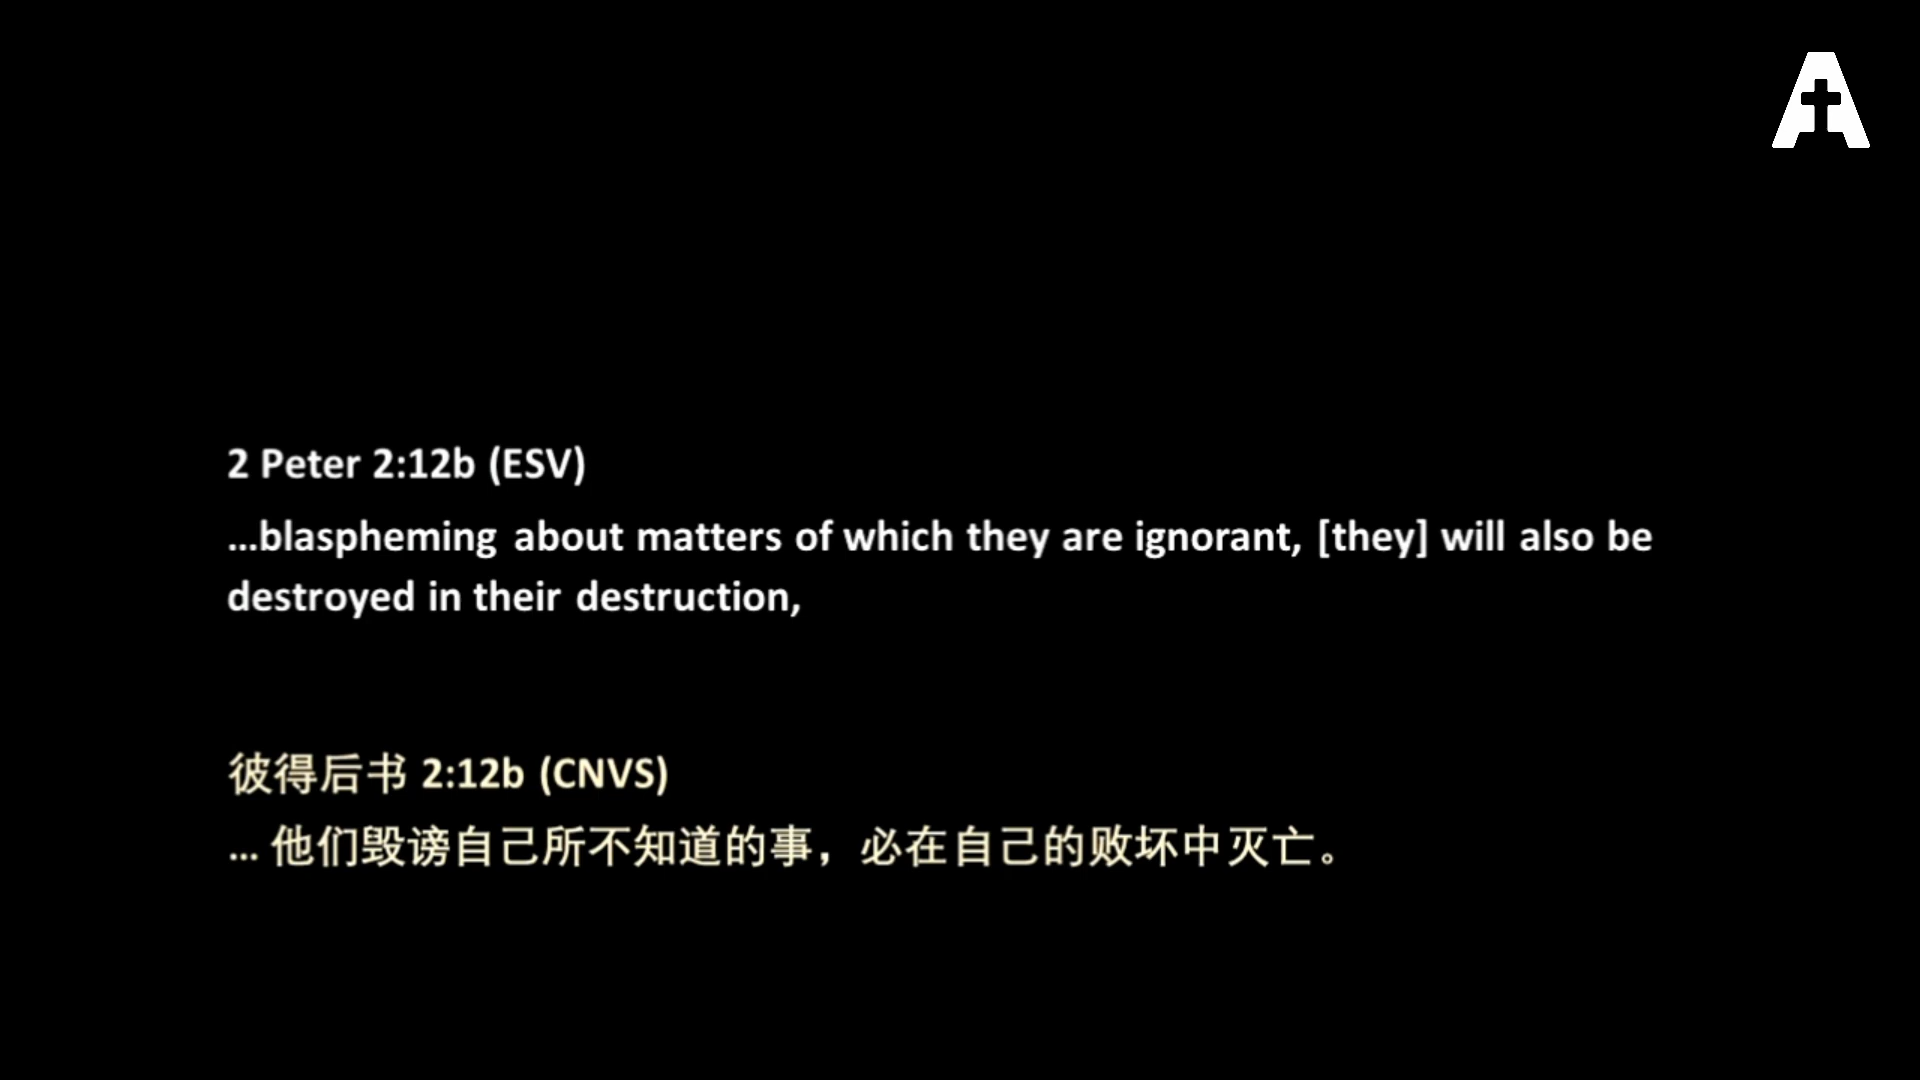 A
2 Peter 2:12b (ESV)
...blaspheming about matters of which they are ignorant, [they] will also be
destroyed in their destruction,
彼得后书 2:12b (CNVS)
... 他们毁谤自己所不知道的事，必在自己的败坏中灭亡。